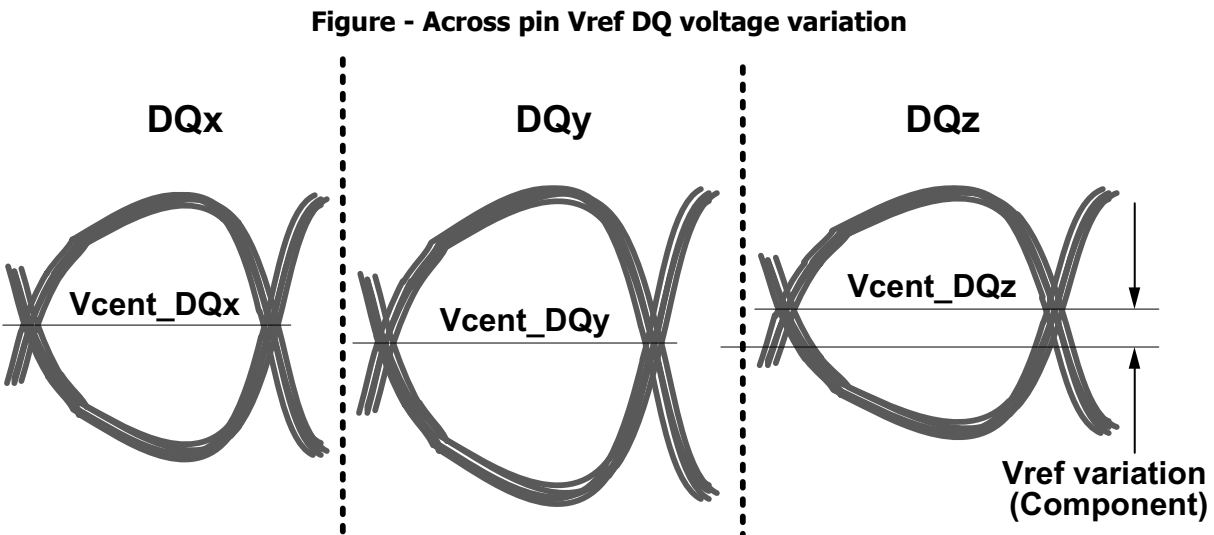 Figure - Across pin Vref DQ voltage variation
DQx
DQy
DQz
Vcent_DQx
Vcent_DQy
Vcent_DQz
Vref variation
(Component)